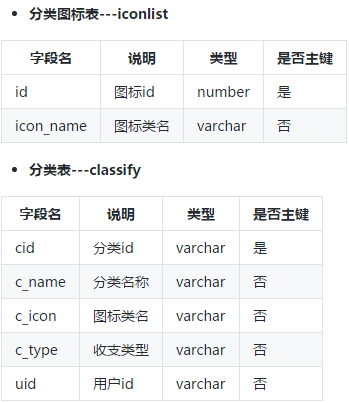 分类图标表---iconlist
字段名 说明 类型 是否主键
id 图标id number 是
icon_name 图标类名 varchar 否
分类表---classify
字段名 说明 类型 是否主键
cid 分类id varchar 是
c_name 分类名称 varchar 否
c_icon 图标类名 varchar 否
c_type 收支类型 varchar 否
uid 用户id varchar 否